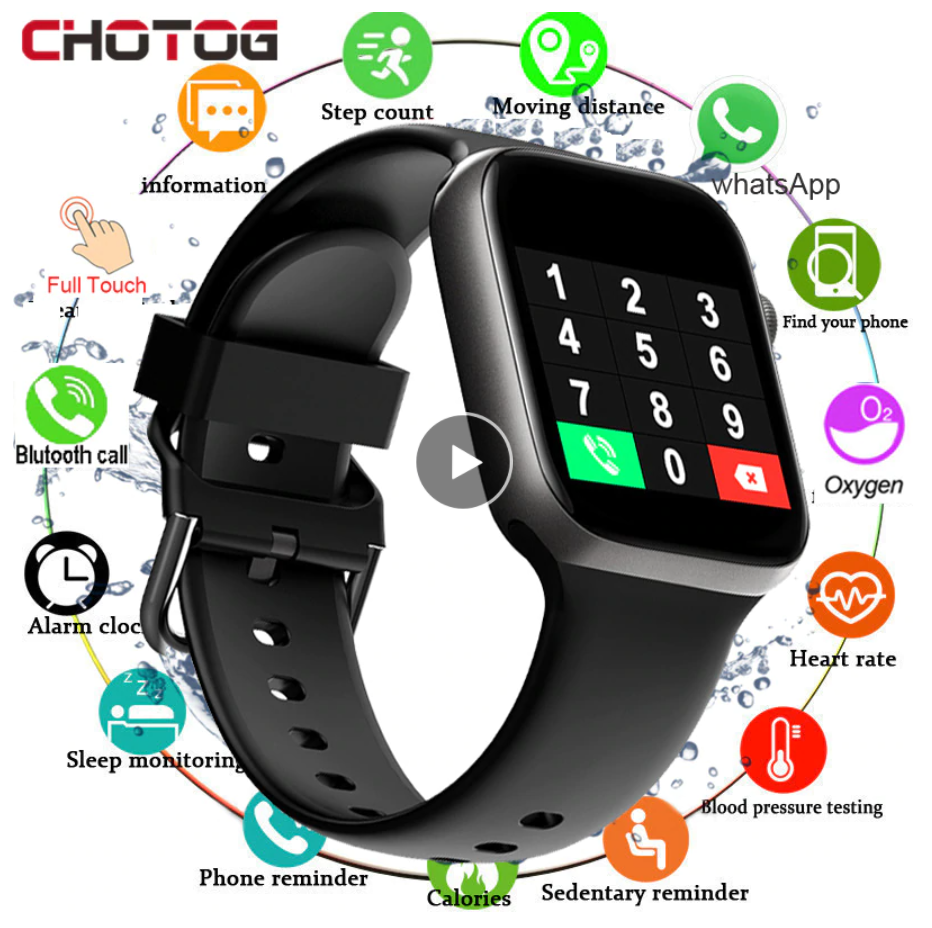 CHOTOG
Step count
Moving distance
information
whatsApp
Full Touch
Find your phone
1 2 3
4 5 6
7 8 9
0
O2
Blutooth call
Oxygen
Alarm cloc
Heart rate
z Z z
Sleep monitoring
Blood pressure testing
Phone reminder
Calories
Sedentary reminder